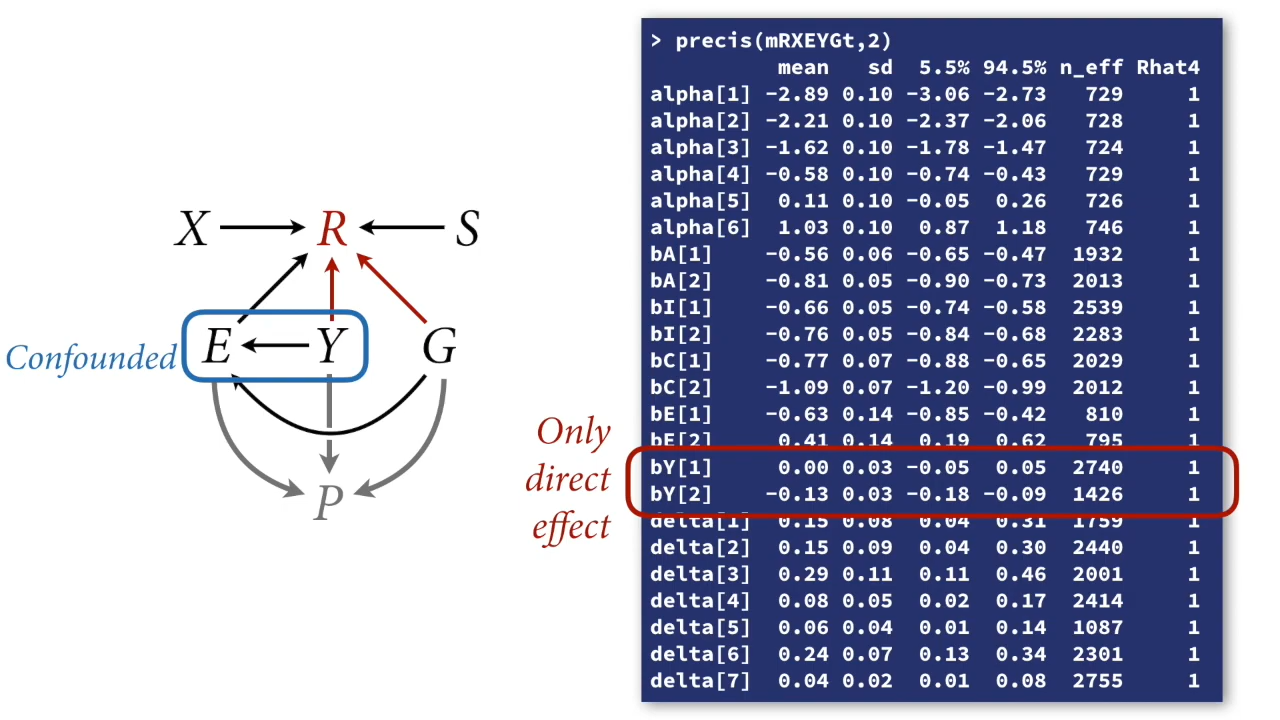 X R S
E Y G
Confounded
P
Only
direct
effect
> precis(mRXEYGt,2)
mean sd 5.5% 94.5% n_eff Rhat4
alpha[1] −2.89 0.10 −3.06 −2.73 729 1
alpha[2] −2.21 0.10 −2.37 −2.06 728 1
alpha[3] −1.62 0.10 −1.78 −1.47 724 1
alpha[4] −0.58 0.10 −0.74 −0.43 729 1
alpha[5] 0.11 0.10 −0.05 0.26 726 1
alpha[6] 1.03 0.10 0.87 1.18 746 1
bA[1] −0.56 0.06 −0.65 −0.47 1932 1
bA[2] −0.81 0.05 −0.90 −0.73 2013 1
bI[1] −0.66 0.05 −0.74 −0.58 2539 1
bI[2] −0.76 0.05 −0.84 −0.68 2283 1
bC[1] −0.77 0.07 −0.88 −0.65 2029 1
bC[2] −1.09 0.07 −1.20 −0.99 2012 1
bE[1] −0.63 0.14 −0.85 −0.42 810 1
bE[2] 0.41 0.14 0.19 0.62 795 1
bY[1] 0.00 0.03 −0.05 0.05 2740 1
bY[2] −0.13 0.03 −0.18 −0.09 1426 1
delta[1] 0.15 0.08 0.04 0.31 1759 1
delta[2] 0.15 0.09 0.04 0.30 2440 1
delta[3] 0.29 0.11 0.11 0.46 2001 1
delta[4] 0.08 0.05 0.02 0.17 2414 1
delta[5] 0.06 0.04 0.01 0.14 1087 1
delta[6] 0.24 0.07 0.13 0.34 2301 1
delta[7] 0.04 0.02 0.01 0.08 2755 1